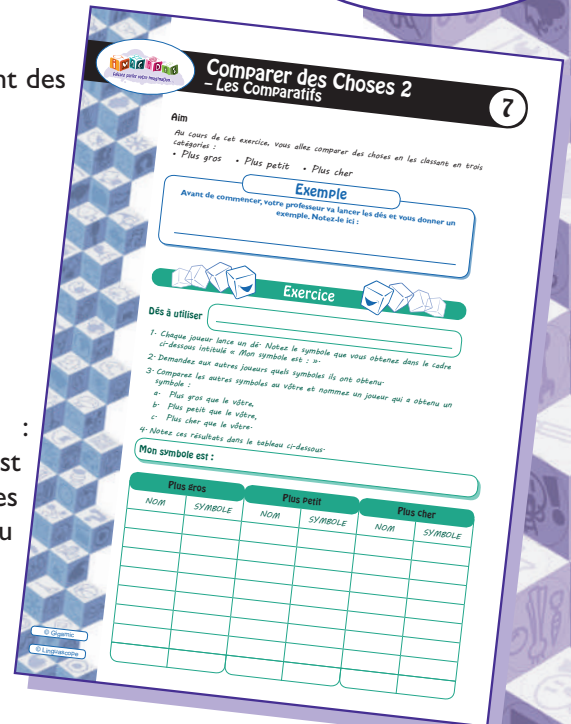 nt des
:
st
es
u
Libérez petite votre imagination
Comparer des Choses 2
– Les Comparatifs
7
Aim
Au cours de cet exercice, vous allez comparer des choses en les classant en trois
catégories :
• Plus gros • Plus petit • Plus cher
Exemple
Avant de commencer, votre professeur va lancer les dés et vous donner un
exemple. Notez-le ici :
Exercice
Dés à utiliser
1. Chaque joueur lance un dé. Notez le symbole que vous obtenez dans le cadre
ci-dessous intitulé « Mon symbole est : ».
2. Demandez aux autres joueurs quels symboles ils ont obtenu.
3. Comparez les autres symboles au vôtre et nommez un joueur qui a obtenu un
symbole :
a. Plus gros que le vôtre,
b. Plus petit que le vôtre,
c. Plus cher que le vôtre.
4. Notez ces résultats dans le tableau ci-dessous.
Mon symbole est :
Plus gros Plus petit Plus cher
NOM SYMBOLE NOM SYMBOLE NOM SYMBOLE
© Gigamic
© Linguascope